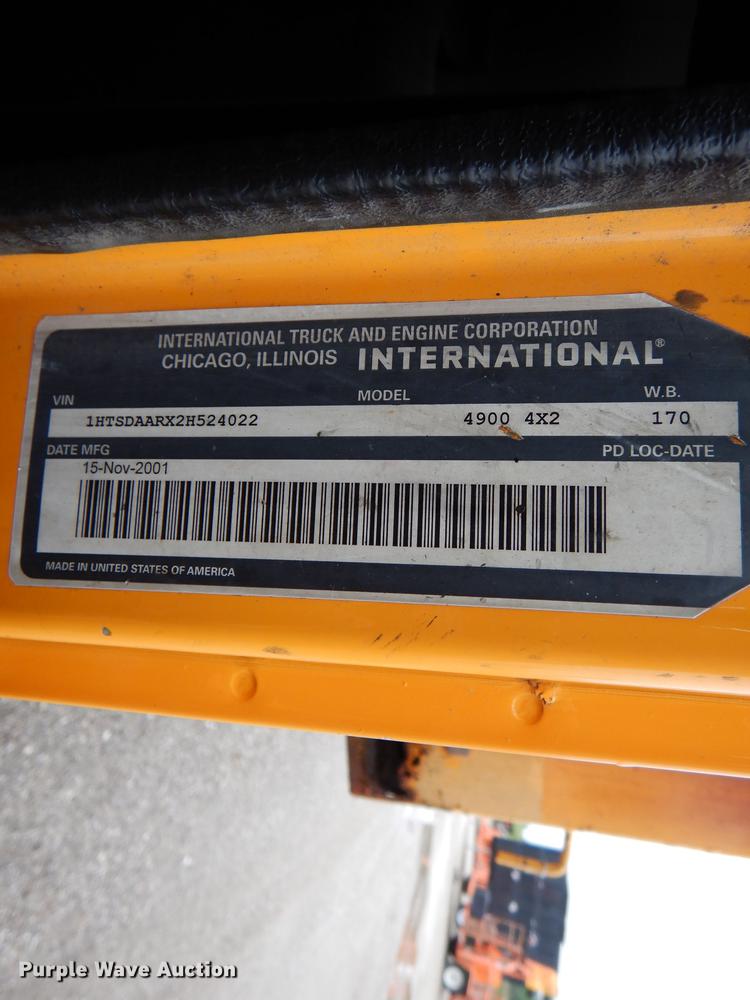 INTERNATIONAL TRUCK AND ENGINE CORPORATION
CHICAGO, ILLINOIS INTERNATIONAL®
VIN MODEL W.B.
1HTSDAARX2H524022 4900 4X2 170
DATE MFG PD LOC-DATE
15-Nov-2001
MADE IN UNITED STATES OF AMERICA
Purple Wave Auction